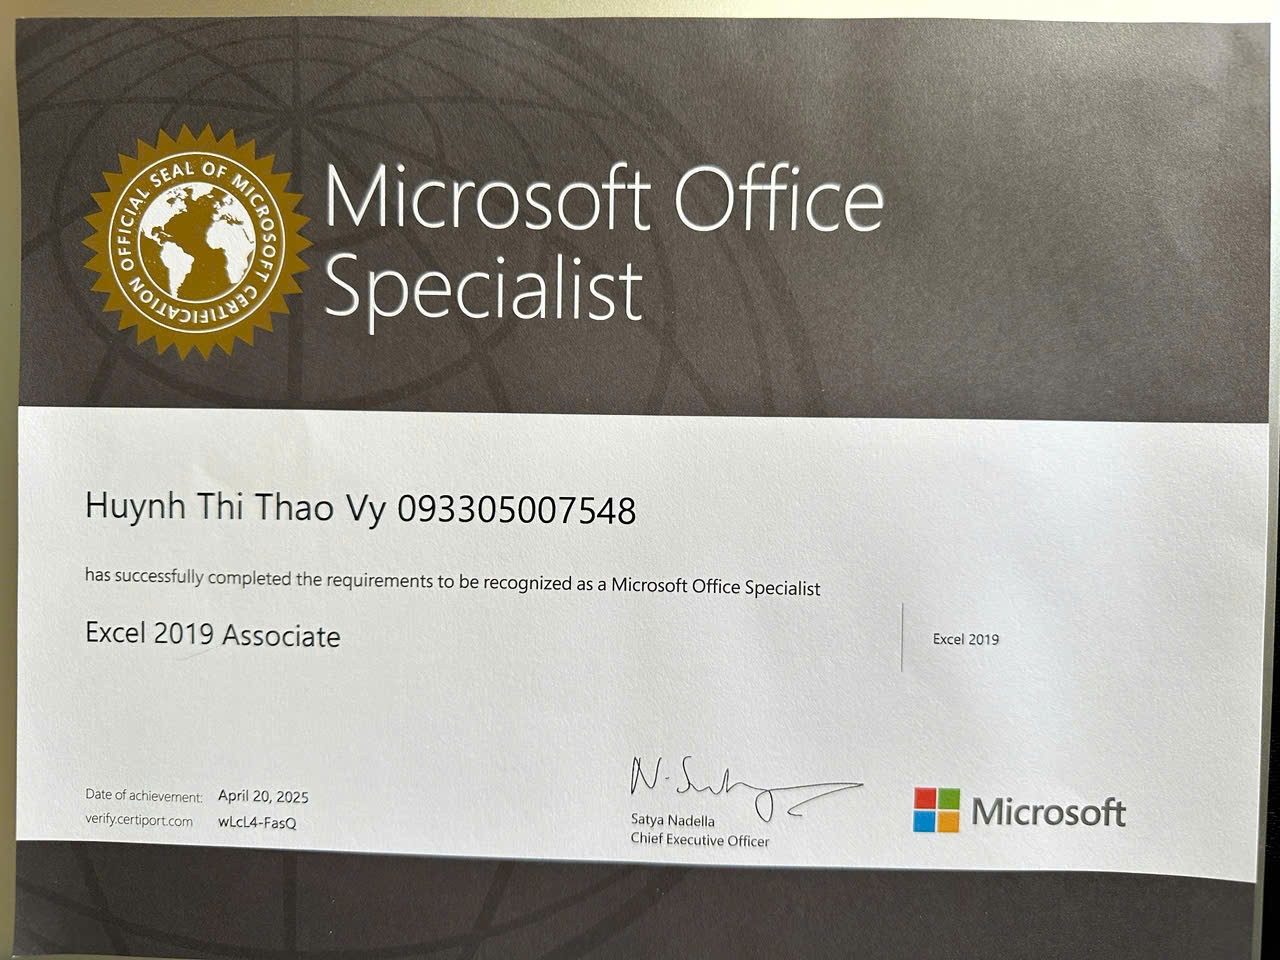 OFFICIAL SEAL OF MICROSOFT CERTIFICATION
Microsoft Office
Specialist
Huynh Thi Thao Vy 093305007548
has successfully completed the requirements to be recognized as a Microsoft Office Specialist
Excel 2019 Associate
Excel 2019
Date of achievement: April 20, 2025
verify.certiport.com wLcL4-FasQ
Satya Nadella
Chief Executive Officer
Microsoft